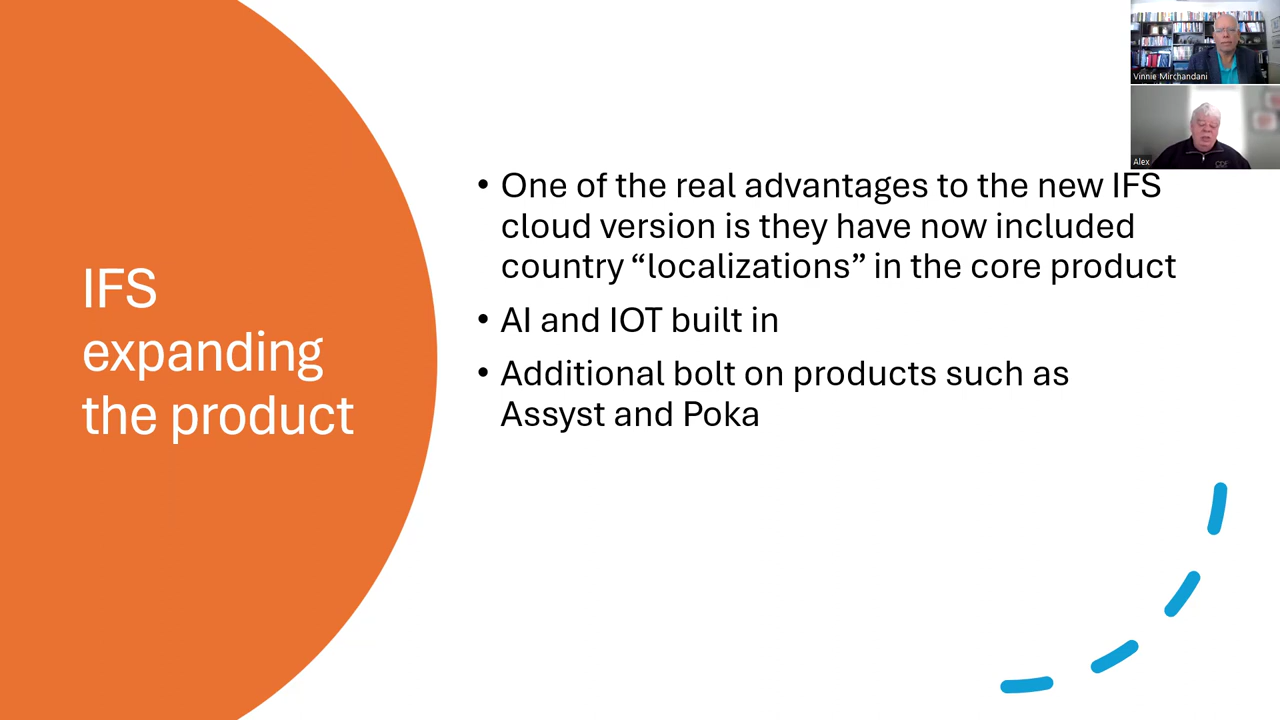 Vinnie Mirchandani
Alex
IFS
expanding
the product
• One of the real advantages to the new IFS
cloud version is they have now included
country “localizations” in the core product
• AI and IOT built in
• Additional bolt on products such as
Assyst and Poka